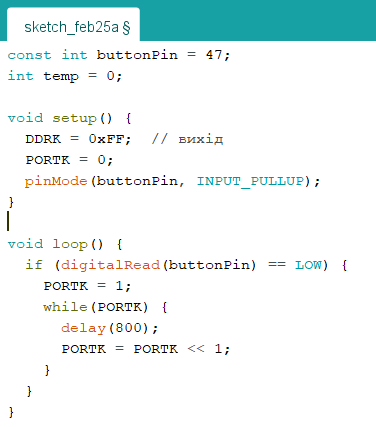 sketch_feb25a §
const int buttonPin = 47;
int temp = 0;
void setup() {
  DDRK = 0xFF;  // вихід
  PORTK = 0;
  pinMode(buttonPin, INPUT_PULLUP);
}
void loop() {
  if (digitalRead(buttonPin) == LOW) {
    PORTK = 1;
    while(PORTK) {
      delay(800);
      PORTK = PORTK << 1;
    }
  }
}